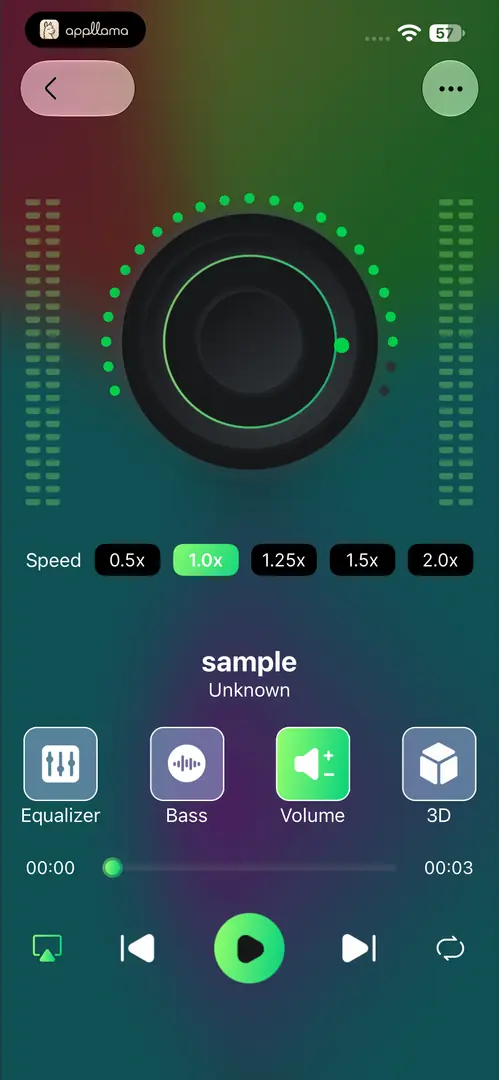 appllama
57
Speed 0.5x 1.0x 1.25x 1.5x 2.0x
sample
Unknown
Equalizer Bass Volume 3D
00:00 00:03